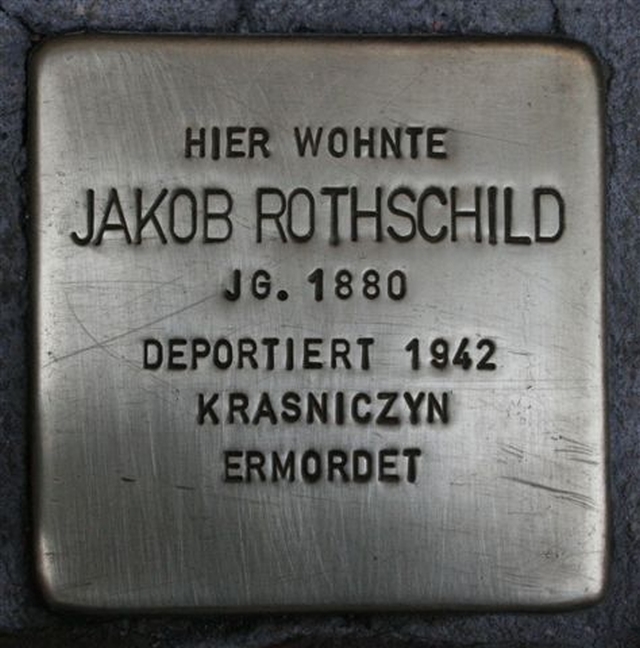 HIER WOHNTE
JAKOB ROTHSCHILD
JG. 1880
DEPORTIERT 1942
KRASNICZYN
ERMORDET